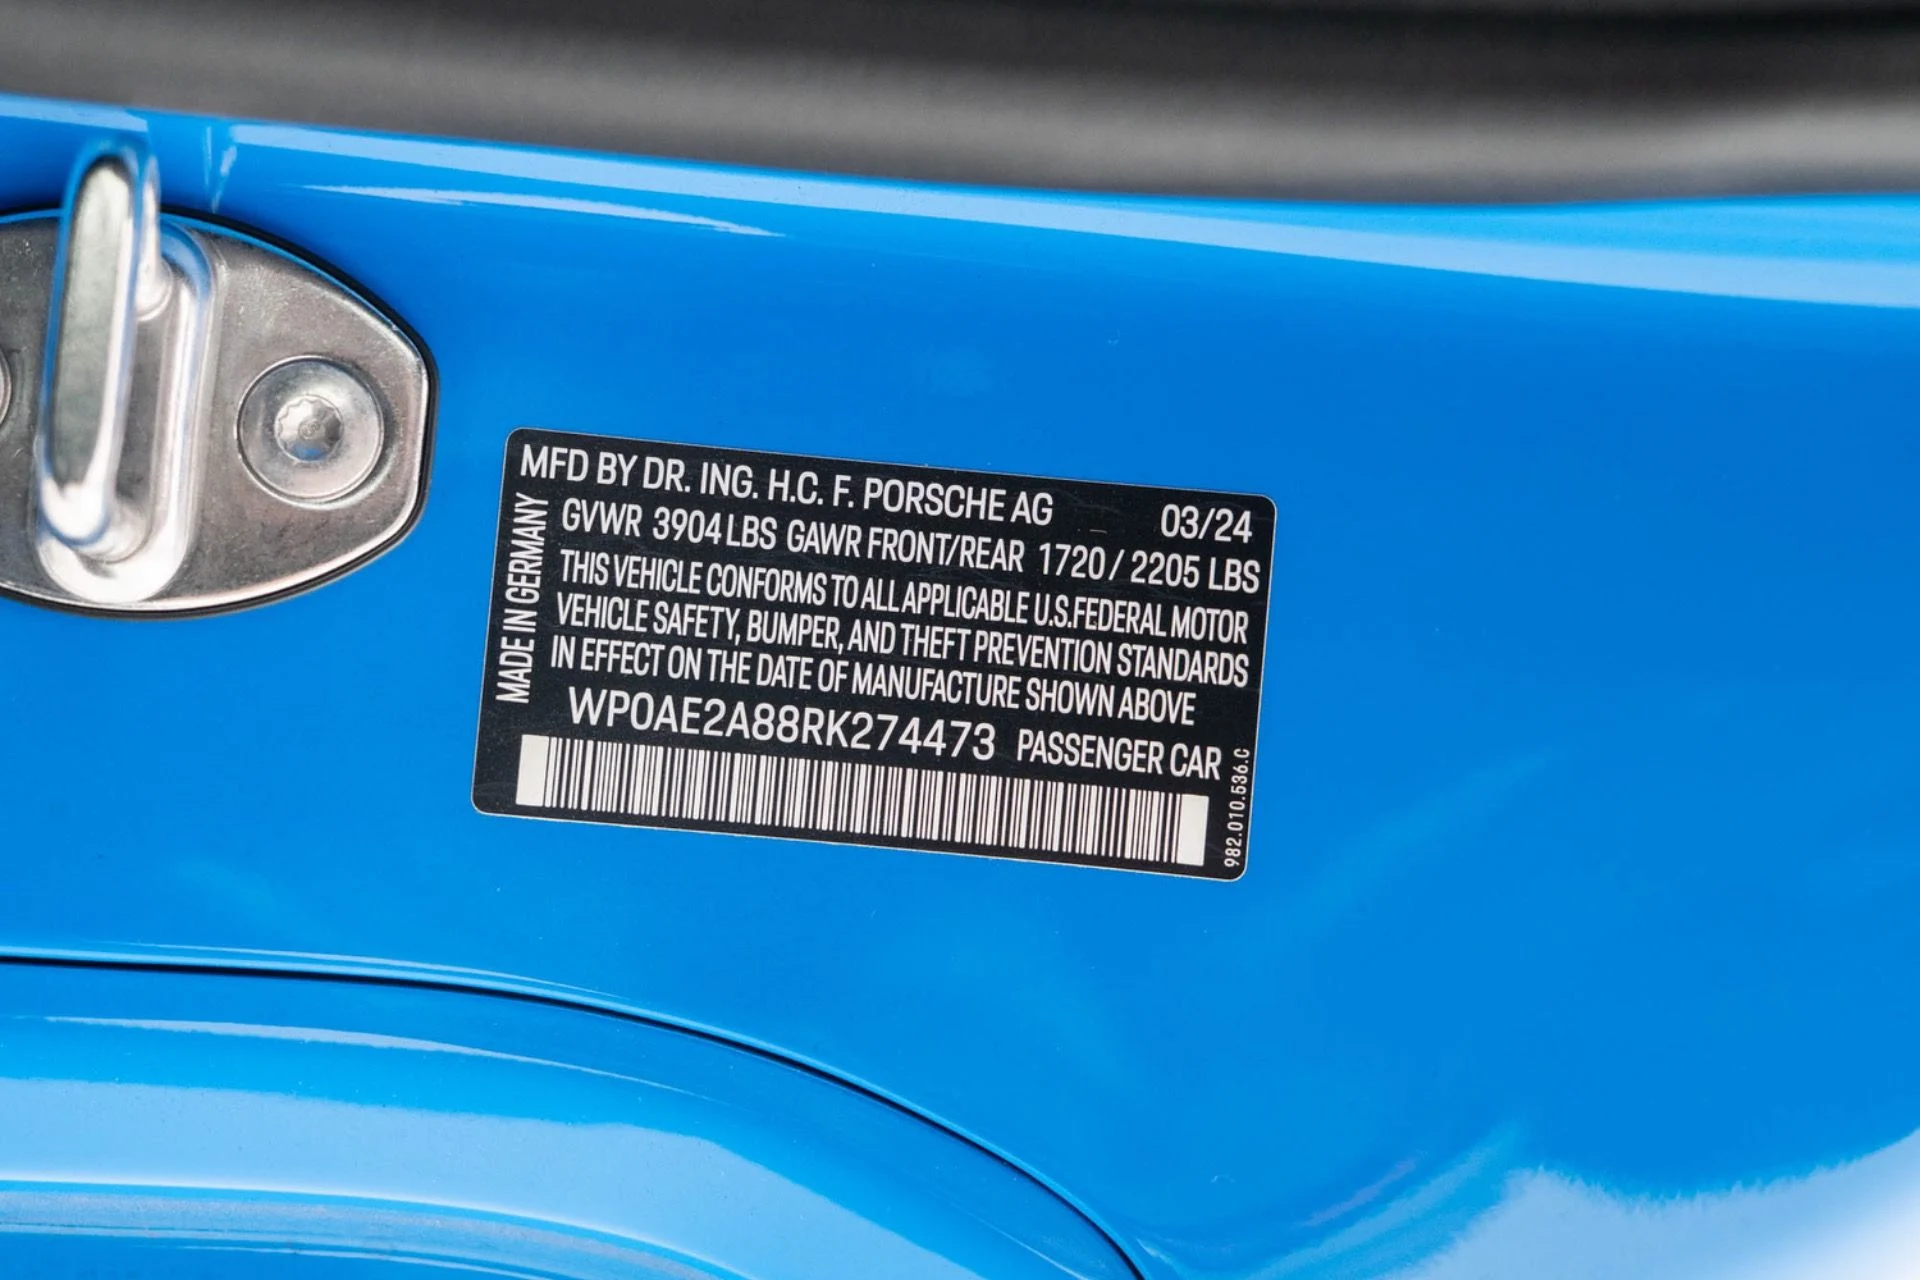 MFD BY DR. ING. H.C. F. PORSCHE AG 03/24
GVWR 3904 LBS GAWR FRONT/REAR 1720 / 2205 LBS
THIS VEHICLE CONFORMS TO ALL APPLICABLE U.S.FEDERAL MOTOR
VEHICLE SAFETY, BUMPER, AND THEFT PREVENTION STANDARDS
IN EFFECT ON THE DATE OF MANUFACTURE SHOWN ABOVE
WP0AE2A88RK274473 PASSENGER CAR
MADE IN GERMANY
982.010.536.C